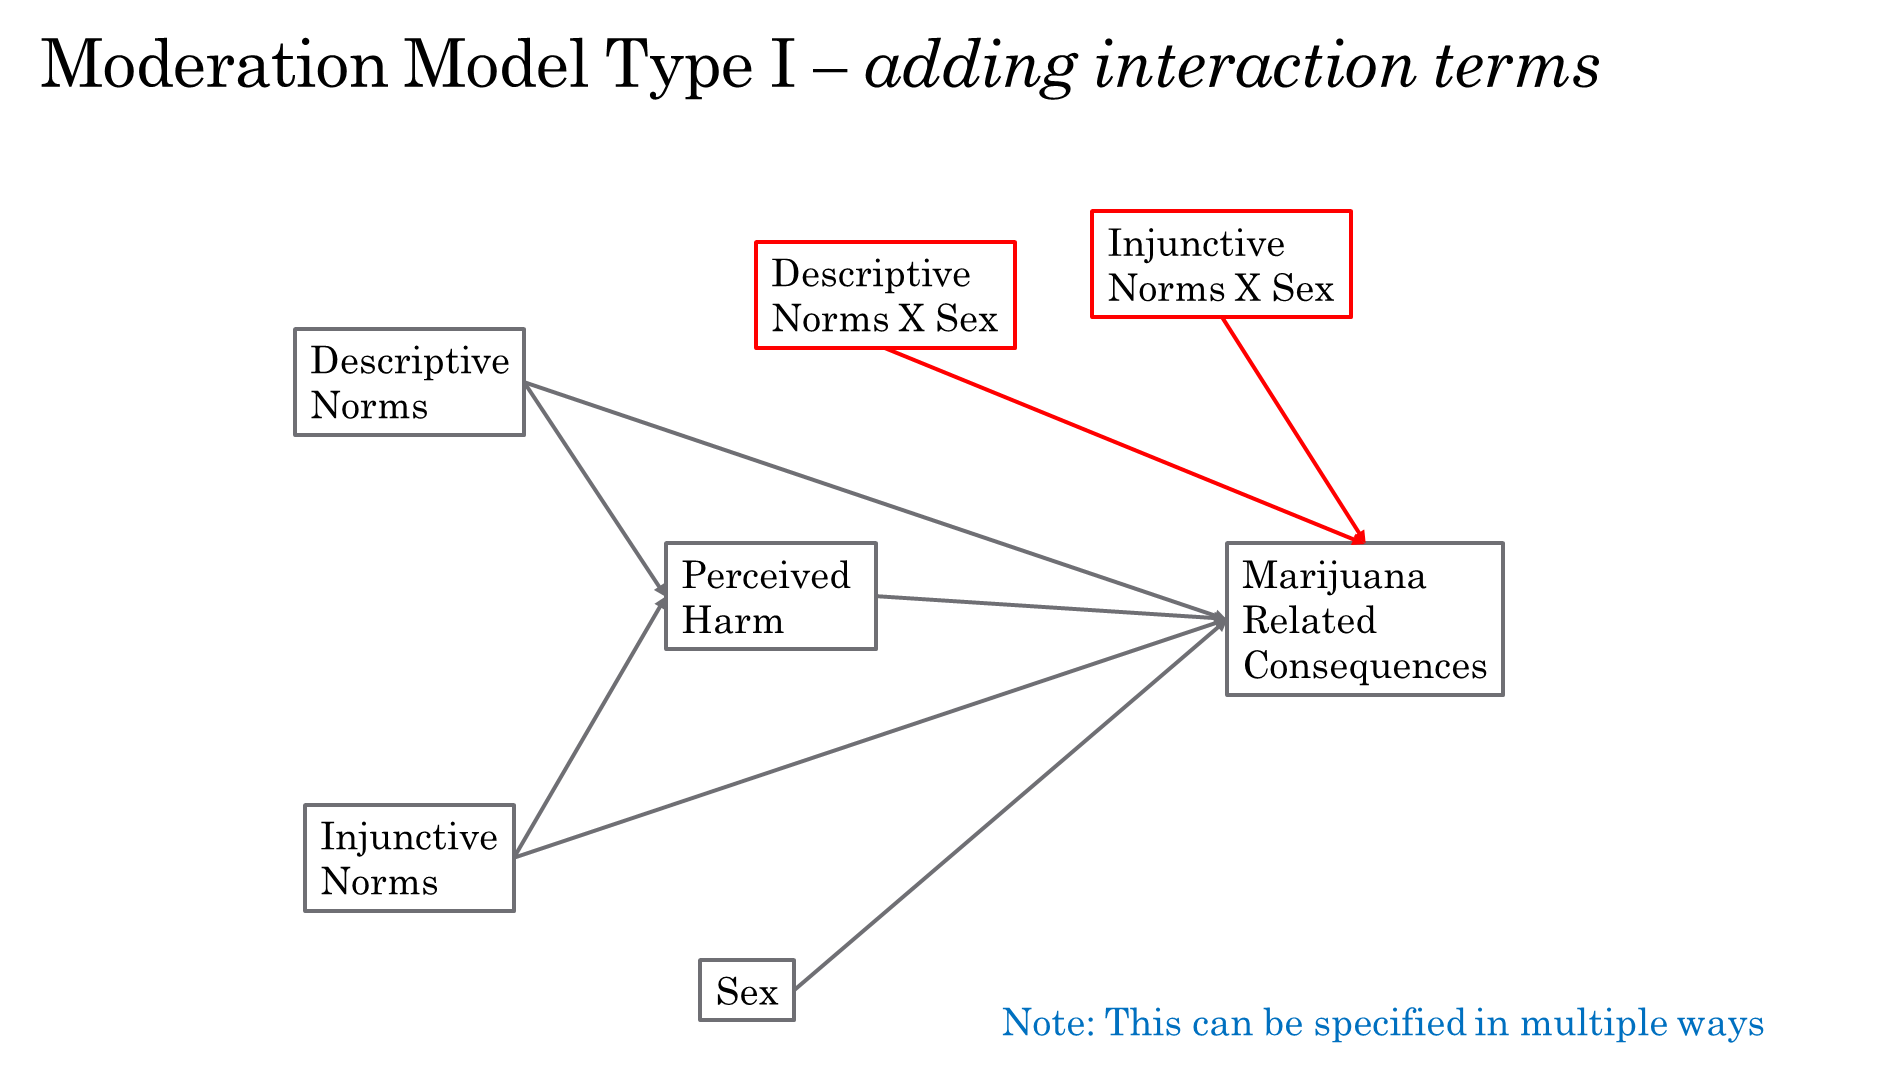 Moderation Model Type I – adding interaction terms
Injunctive
Norms X Sex
Descriptive
Norms X Sex
Descriptive
Norms
Perceived
Harm
Marijuana
Related
Consequences
Injunctive
Norms
Sex
Note: This can be specified in multiple ways